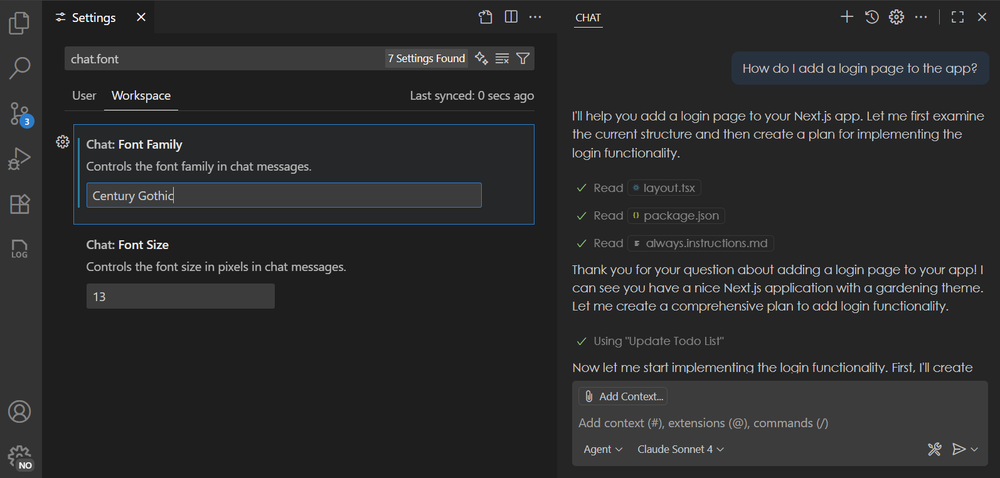 Settings
chat.font
7 Settings Found
User
Workspace
Last synced: 0 secs ago
Chat: Font Family
Controls the font family in chat messages.
Century Gothic
Chat: Font Size
Controls the font size in pixels in chat messages.
13
3
LOG
NO
CHAT
How do I add a login page to the app?
I'll help you add a login page to your Next.js app. Let me first examine
the current structure and then create a plan for implementing the
login functionality.
Read layout.tsx
Read {} package.json
Read always.instructions.md
Thank you for your question about adding a login page to your app! I
can see you have a nice Next.js application with a gardening theme.
Let me create a comprehensive plan to add login functionality.
Using "Update Todo List"
Now let me start implementing the login functionality. First, I'll create
Add Context...
Add context (#), extensions (@), commands (/)
Agent
Claude Sonnet 4